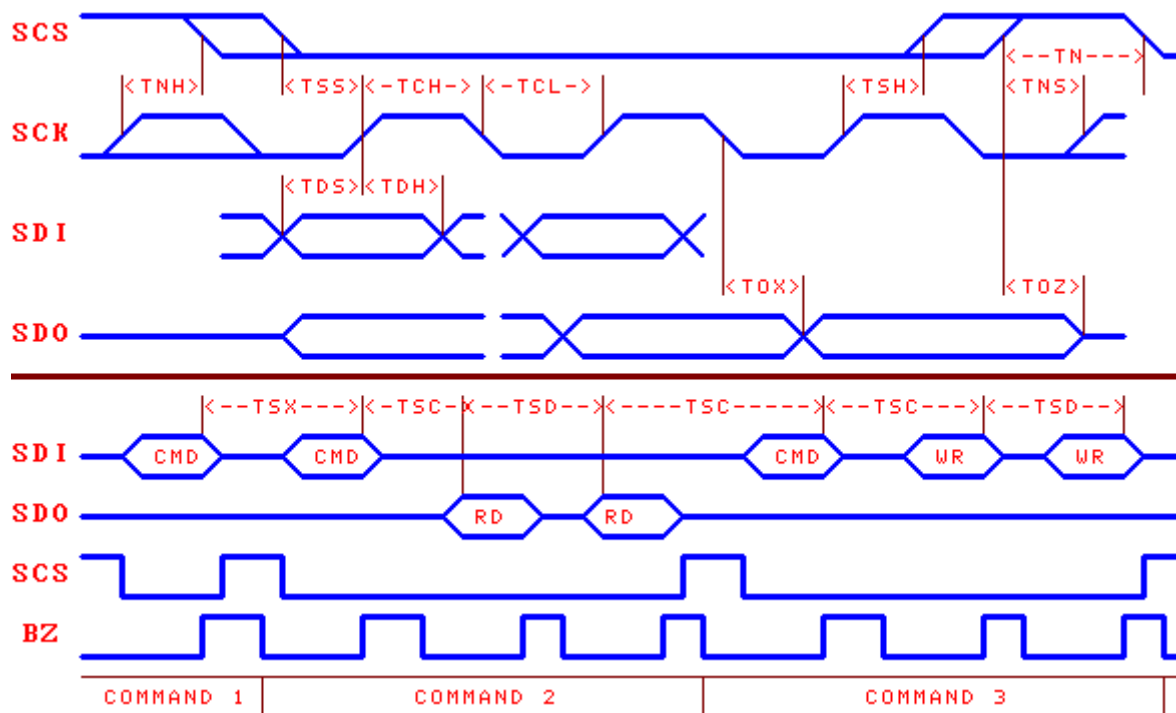 SCS
--TN---->
<TNH> <TSS> <-TCH-> <-TCL-> <TSH> <TNS>
SCK
<TDS> <TDH>
SDI
<TOX> <TOZ>
SDO
<--TSX---> <-TSC-X--TSD--> <----TSC-----> <--TSC---> <--TSD-->
SDI CMD CMD CMD WR WR
SDO RD RD
SCS
BZ
COMMAND 1 COMMAND 2 COMMAND 3